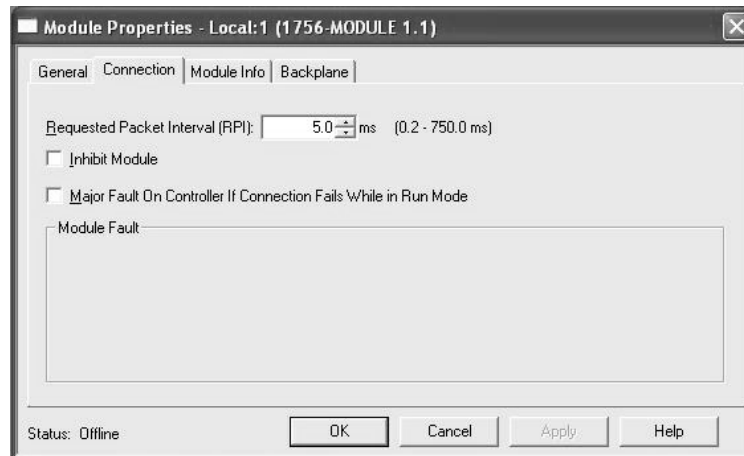 Module Properties - Local:1 (1756-MODULE 1.1)
General Connection Module Info Backplane
Requested Packet Interval (RPI): 5.0 ms (0.2 - 750.0 ms)
Inhibit Module
Major Fault On Controller If Connection Fails While in Run Mode
Module Fault
Status: Offline OK Cancel Apply Help